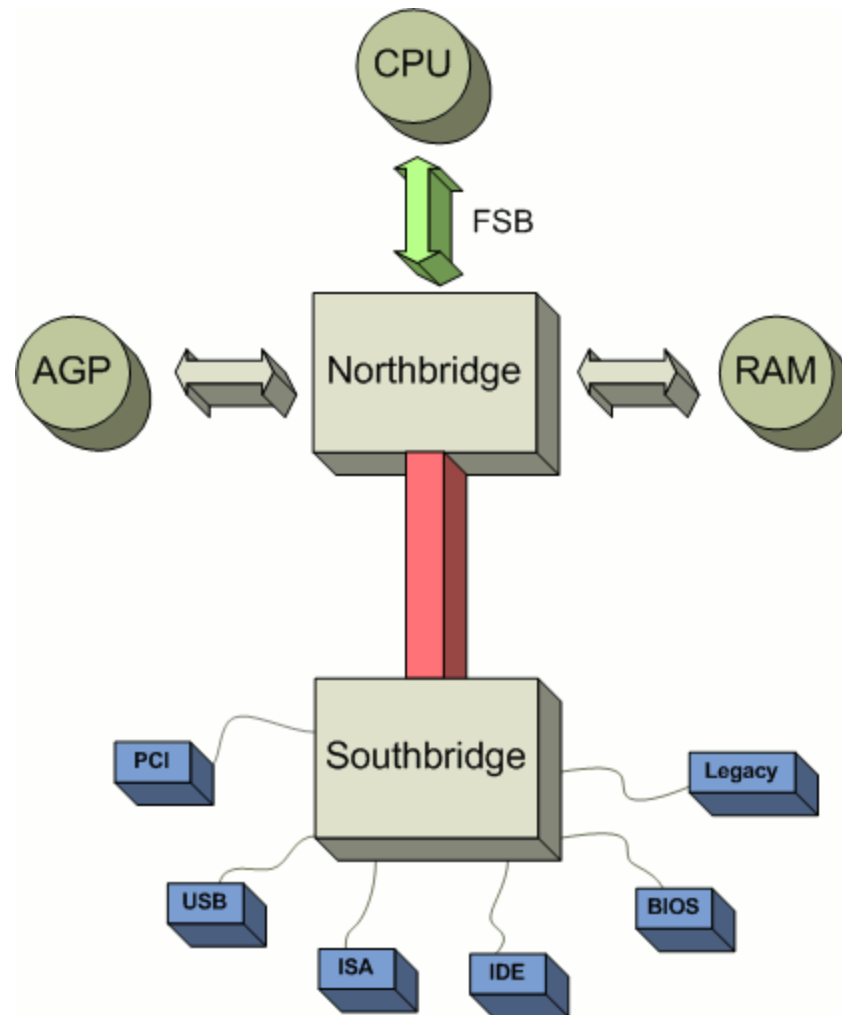 CPU
FSB
AGP
Northbridge
RAM
Southbridge
PCI
Legacy
USB
BIOS
ISA
IDE